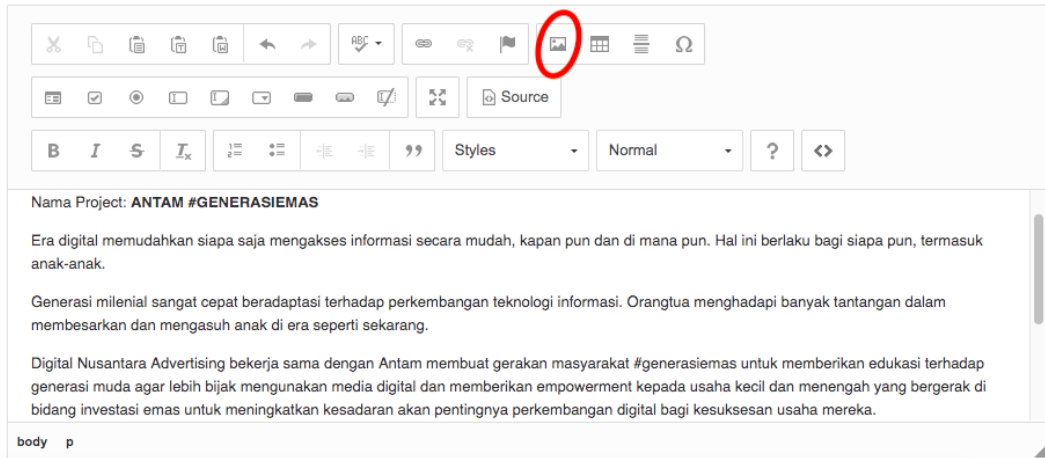 ABC
Ω
Source
B I S Tx 1= := 99 Styles Normal ? <>
Nama Project: ANTAM #GENERASIEMAS
Era digital memudahkan siapa saja mengakses informasi secara mudah, kapan pun dan di mana pun. Hal ini berlaku bagi siapa pun, termasuk
anak-anak.
Generasi milenial sangat cepat beradaptasi terhadap perkembangan teknologi informasi. Orangtua menghadapi banyak tantangan dalam
membesarkan dan mengasuh anak di era seperti sekarang.
Digital Nusantara Advertising bekerja sama dengan Antam membuat gerakan masyarakat #generasiemas untuk memberikan edukasi terhadap
generasi muda agar lebih bijak mengunakan media digital dan memberikan empowerment kepada usaha kecil dan menengah yang bergerak di
bidang investasi emas untuk meningkatkan kesadaran akan pentingnya perkembangan digital bagi kesuksesan usaha mereka.
body p